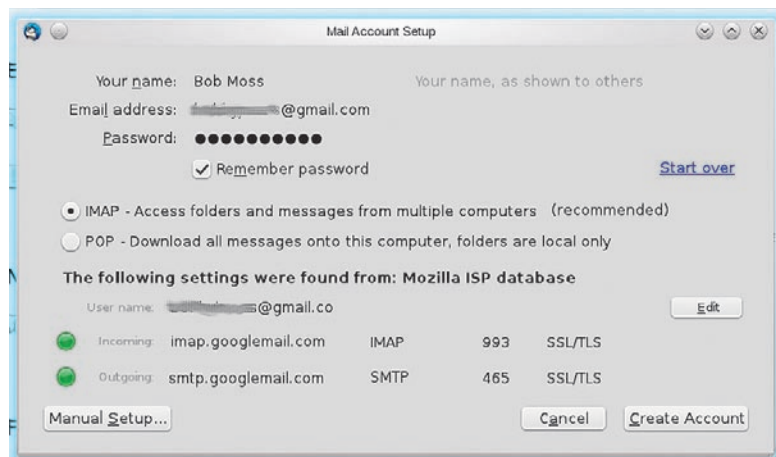 Mail Account Setup
Your name: Bob Moss Your name, as shown to others
Email address: @gmail.com
Password: ●●●●●●●●●●
Remember password
Start over
IMAP - Access folders and messages from multiple computers (recommended)
POP - Download all messages onto this computer, folders are local only
The following settings were found from: Mozilla ISP database
User name: @gmail.co
Edit
Incoming: imap.googlemail.com IMAP 993 SSL/TLS
Outgoing: smtp.googlemail.com SMTP 465 SSL/TLS
Manual Setup... Cancel Create Account